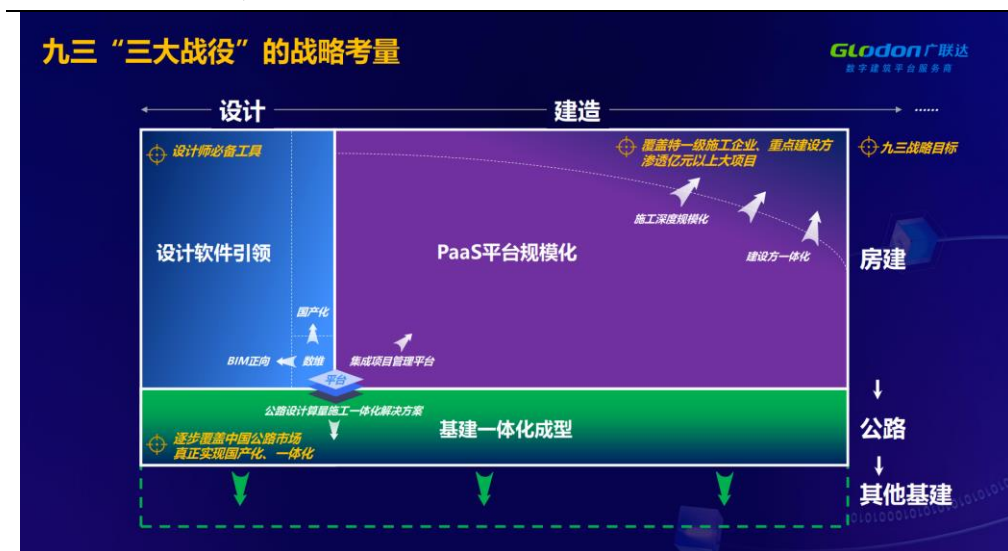 九三“三大战役”的战略考量
GLodon广联达
数字建筑平台服务商
设计
建造
......
设计师必备工具
覆盖特一级施工企业、重点建设方
渗透亿元以上大项目
九三战略目标
施工深度规模化
设计软件引领
PaaS平台规模化
建设方一体化
房建
国产化
BIM正向
数维
集成项目管理平台
平台
公路设计算量施工一体化解决方案
基建一体化成型
公路
逐步覆盖中国公路市场
真正实现国产化、一体化
其他基建